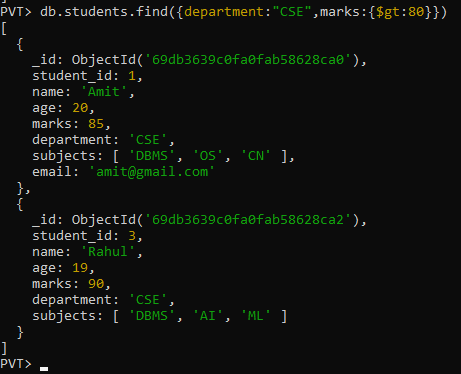 PVT> db.students.find({department:"CSE",marks:{$gt:80}})
[
  {
    _id: ObjectId('69db3639c0fa0fab58628ca0'),
    student_id: 1,
    name: 'Amit',
    age: 20,
    marks: 85,
    department: 'CSE',
    subjects: [ 'DBMS', 'OS', 'CN' ],
    email: 'amit@gmail.com'
  },
  {
    _id: ObjectId('69db3639c0fa0fab58628ca2'),
    student_id: 3,
    name: 'Rahul',
    age: 19,
    marks: 90,
    department: 'CSE',
    subjects: [ 'DBMS', 'AI', 'ML' ]
  }
]
PVT>